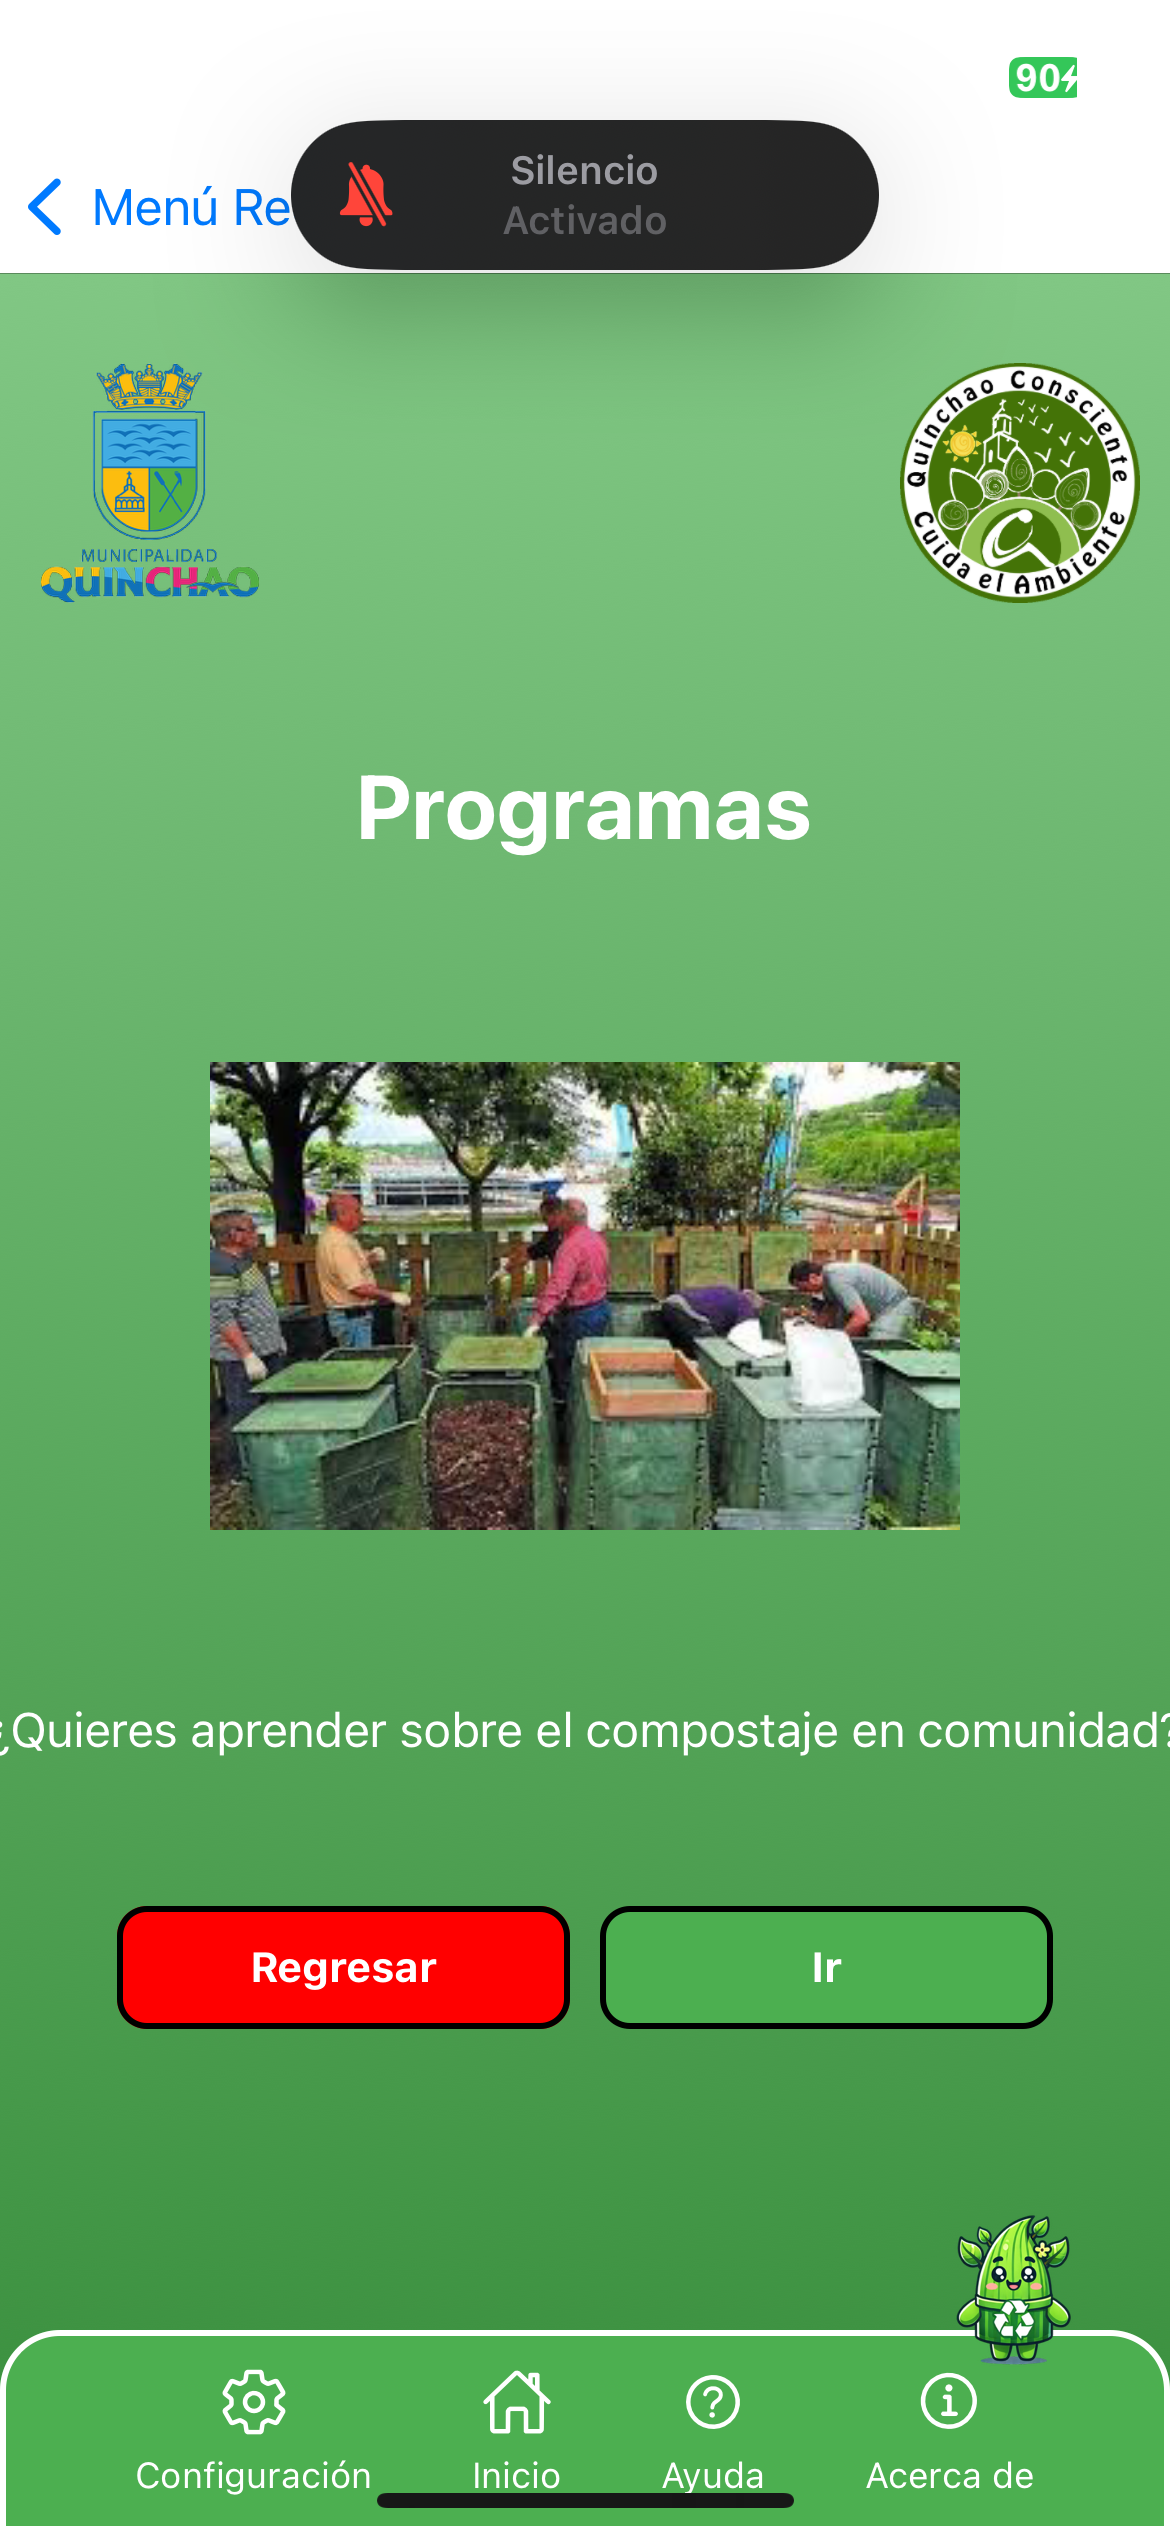 90
Silencio
Activado
Menú Re
MUNICIPALIDAD
QUINCHAO
Quinchao Consciente
Cuida el Ambiente
Programas
¿Quieres aprender sobre el compostaje en comunidad?
Regresar
Ir
Configuración
Inicio
Ayuda
Acerca de